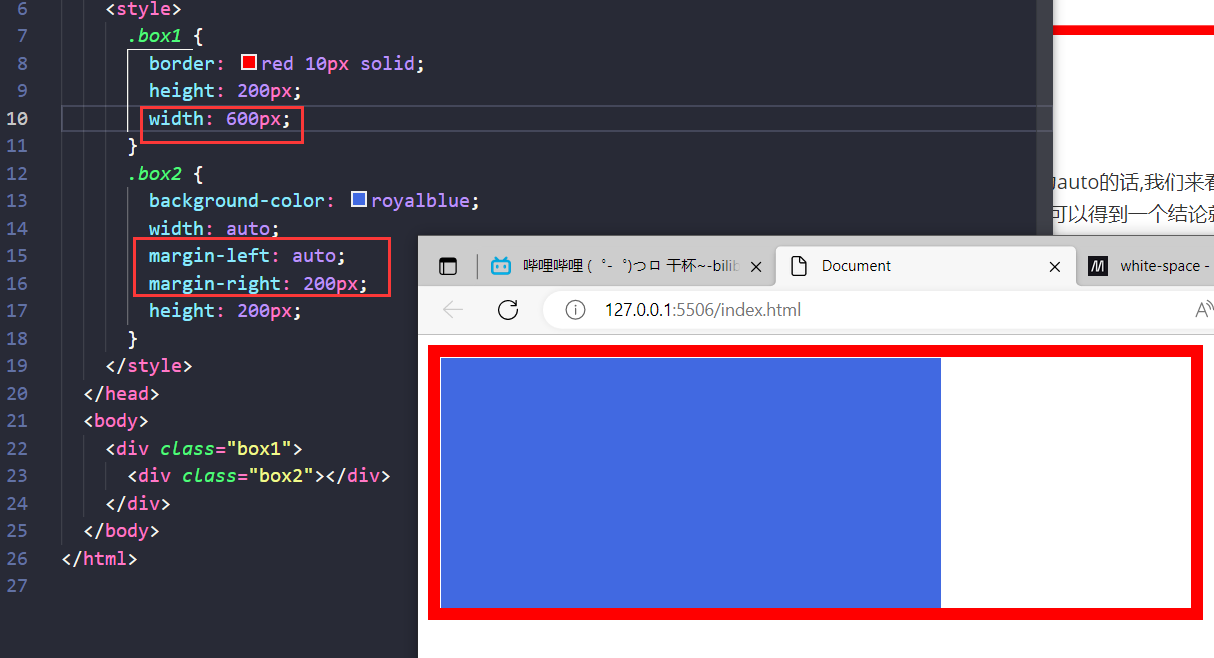 6 <style>
7 .box1 {
8 border: red 10px solid;
9 height: 200px;
10 width: 600px;
11 }
12 .box2 {
13 background-color: royalblue;
14 width: auto;
15 margin-left: auto;
16 margin-right: 200px;
17 height: 200px;
18 }
19 </style>
20 </head>
21 <body>
22 <div class="box1">
23 <div class="box2"></div>
24 </div>
25 </body>
26 </html>
27
auto的话,我们来看
可以得到一个结论
哔哩哔哩 (゜-゜)つロ 干杯~-bilib
Document
white-space -
127.0.0.1:5506/index.html